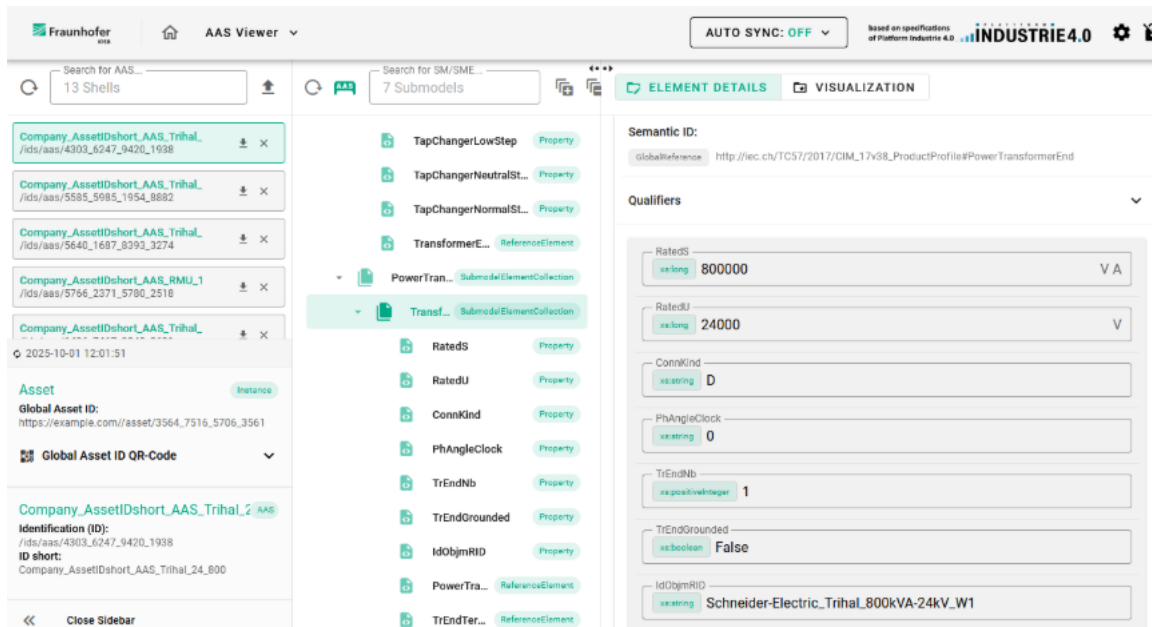 Fraunhofer
IESE
AAS Viewer
AUTO SYNC: OFF
based on specifications
of Platform Industrie 4.0
PLATTFORM
INDUSTRIE4.0
Search for AAS...
13 Shells
Company_AssetIDshort_AAS_Trihal_
/ids/aas/4303_6247_9420_1938
Company_AssetIDshort_AAS_Trihal_
/ids/aas/5585_5985_1954_8882
Company_AssetIDshort_AAS_Trihal_
/ids/aas/5640_1687_8393_3274
Company_AssetIDshort_AAS_RMU_1
/ids/aas/5766_2371_5780_2518
Company_AssetIDshort_AAS_Trihal_
2025-10-01 12:01:51
Asset
Instance
Global Asset ID:
https://example.com//asset/3564_7516_5706_3561
Global Asset ID QR-Code
Company_AssetIDshort_AAS_Trihal_2
AAS
Identification (ID):
/ids/aas/4303_6247_9420_1938
ID short:
Company_AssetIDshort_AAS_Trihal_24_800
Close Sidebar
AAS
Search for SM/SME...
7 Submodels
TapChangerLowStep Property
TapChangerNeutralSt... Property
TapChangerNormalSt... Property
TransformerE... ReferenceElement
PowerTran... SubmodelElementCollection
Transf... SubmodelElementCollection
RatedS Property
RatedU Property
ConnKind Property
PhAngleClock Property
TrEndNb Property
TrEndGrounded Property
IdObjmRID Property
PowerTra... ReferenceElement
TrEndTer... ReferenceElement
ELEMENT DETAILS
VISUALIZATION
Semantic ID:
GlobalReference http://iec.ch/TC57/2017/CIM_17v38_ProductProfile#PowerTransformerEnd
Qualifiers
RatedS
xs:long 800000 V A
RatedU
xs:long 24000 V
ConnKind
xs:string D
PhAngleClock
xs:string 0
TrEndNb
xs:positiveInteger 1
TrEndGrounded
xs:boolean False
IdObjmRID
xs:string Schneider-Electric_Trihal_800kVA-24kV_W1